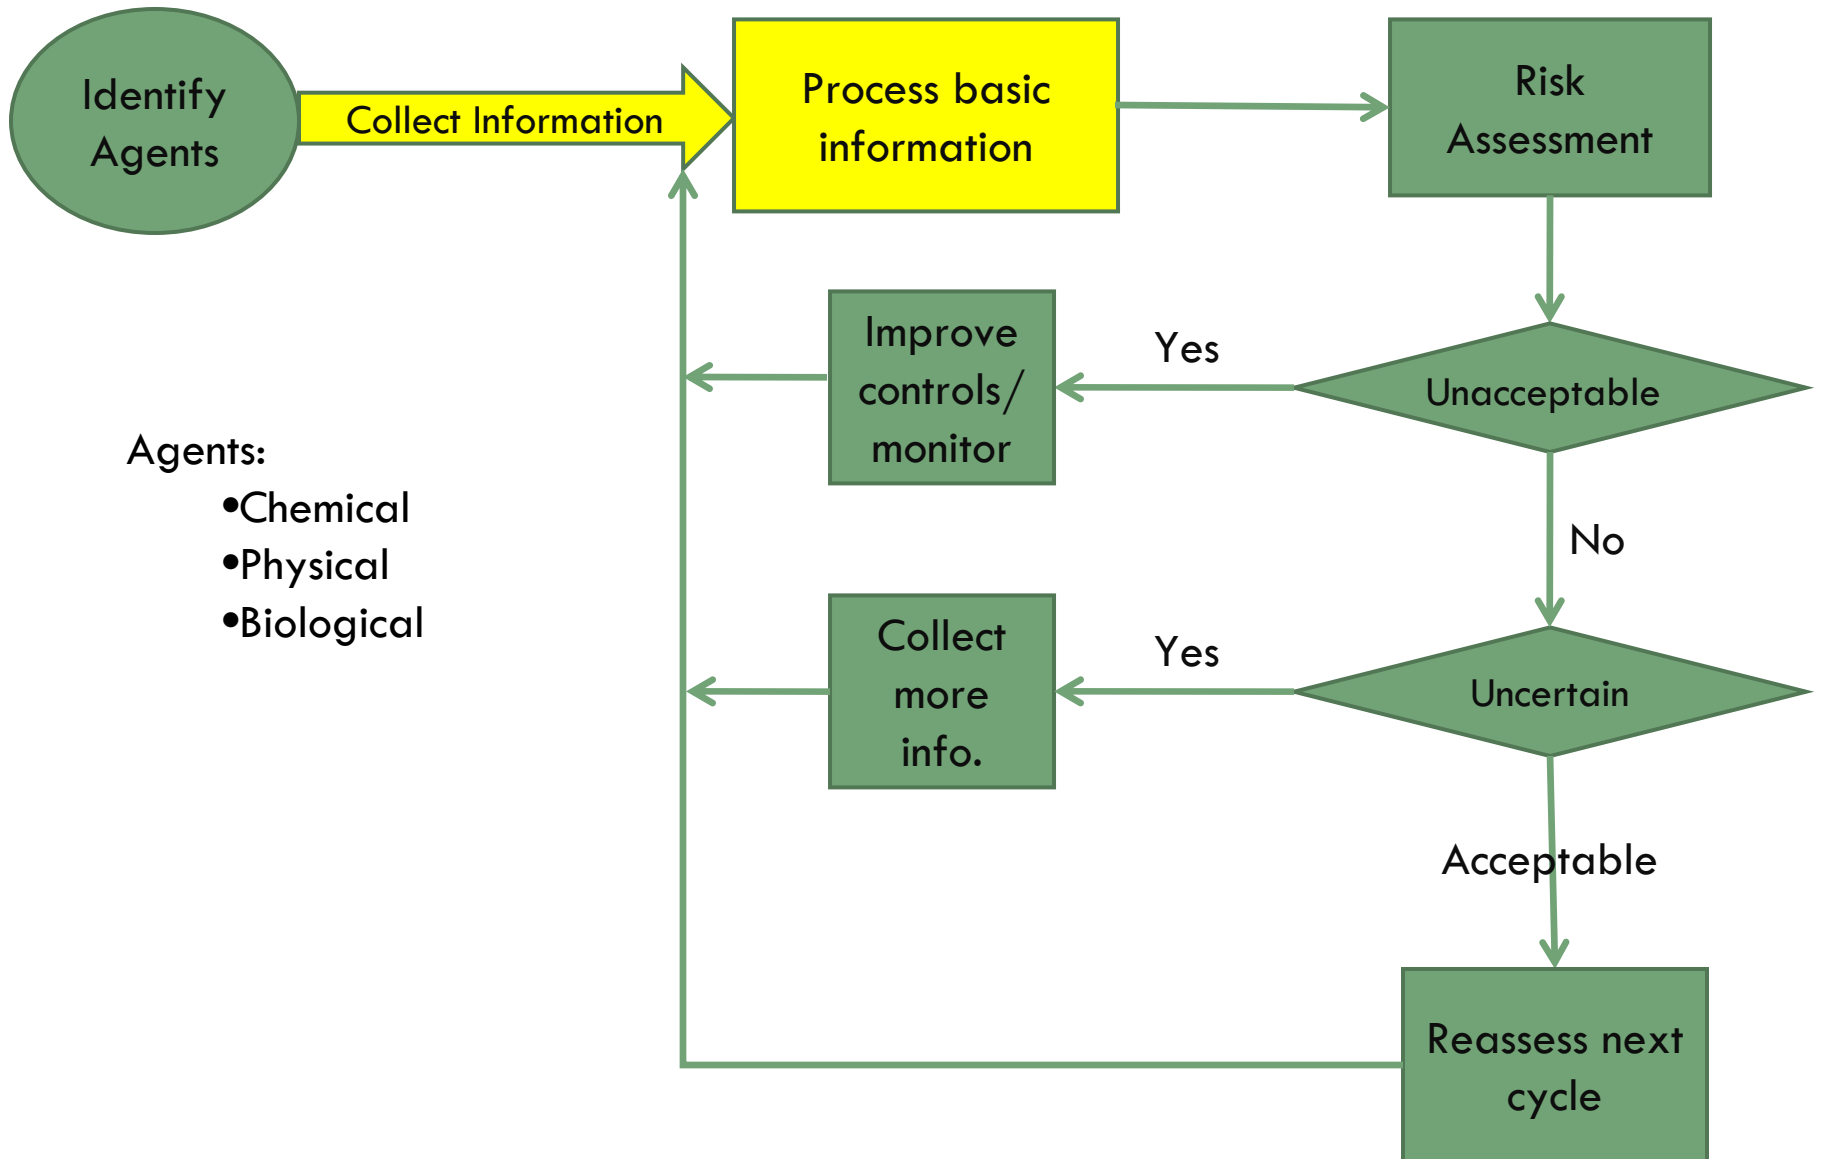 Identify
Agents
Collect Information
Process basic
information
Risk
Assessment
Improve
controls/
monitor
Yes
Unacceptable
Agents:
•Chemical
•Physical
•Biological
No
Collect
more
info.
Yes
Uncertain
Acceptable
Reassess next
cycle